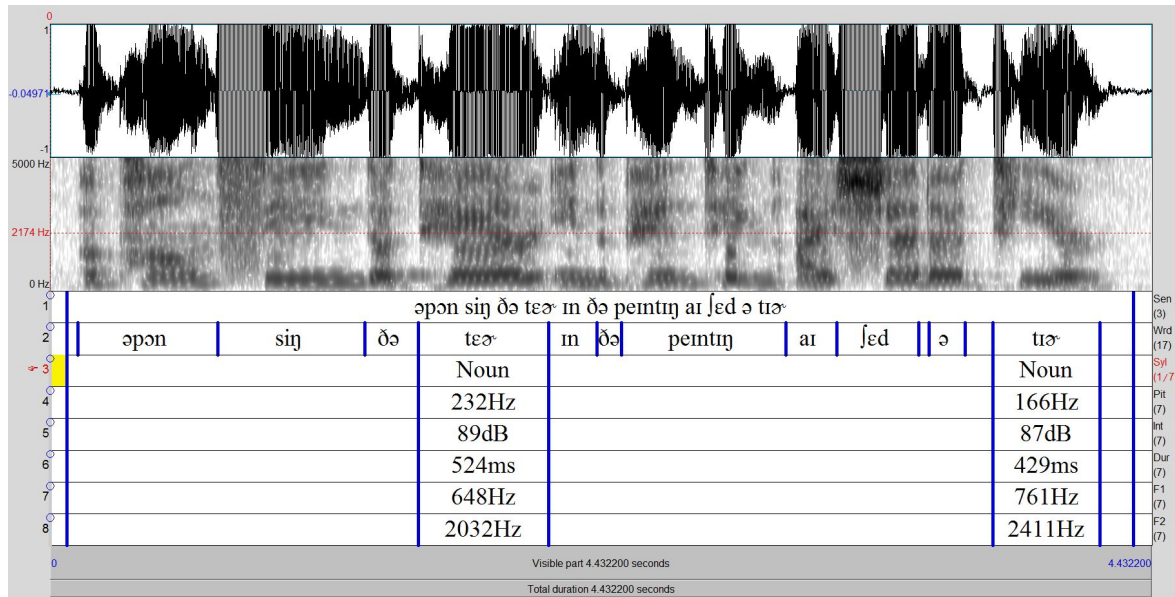 0
1
-0.04971
-1
5000 Hz
2174 Hz
0 Hz
1 əpɔn siŋ ðə tɛɚ ɪn ðə peɪntɪŋ aɪ ʃɛd ə tɪɚ Sen (3)
2 əpɔn siŋ ðə tɛɚ ɪn ðə peɪntɪŋ aɪ ʃɛd ə tɪɚ Wrd (17)
3 Noun Noun Syl (1/7
4 232Hz 166Hz Pit (7)
5 89dB 87dB Int (7)
6 524ms 429ms Dur (7)
7 648Hz 761Hz F1 (7)
8 2032Hz 2411Hz F2 (7)
0 Visible part 4.432200 seconds 4.432200
Total duration 4.432200 seconds